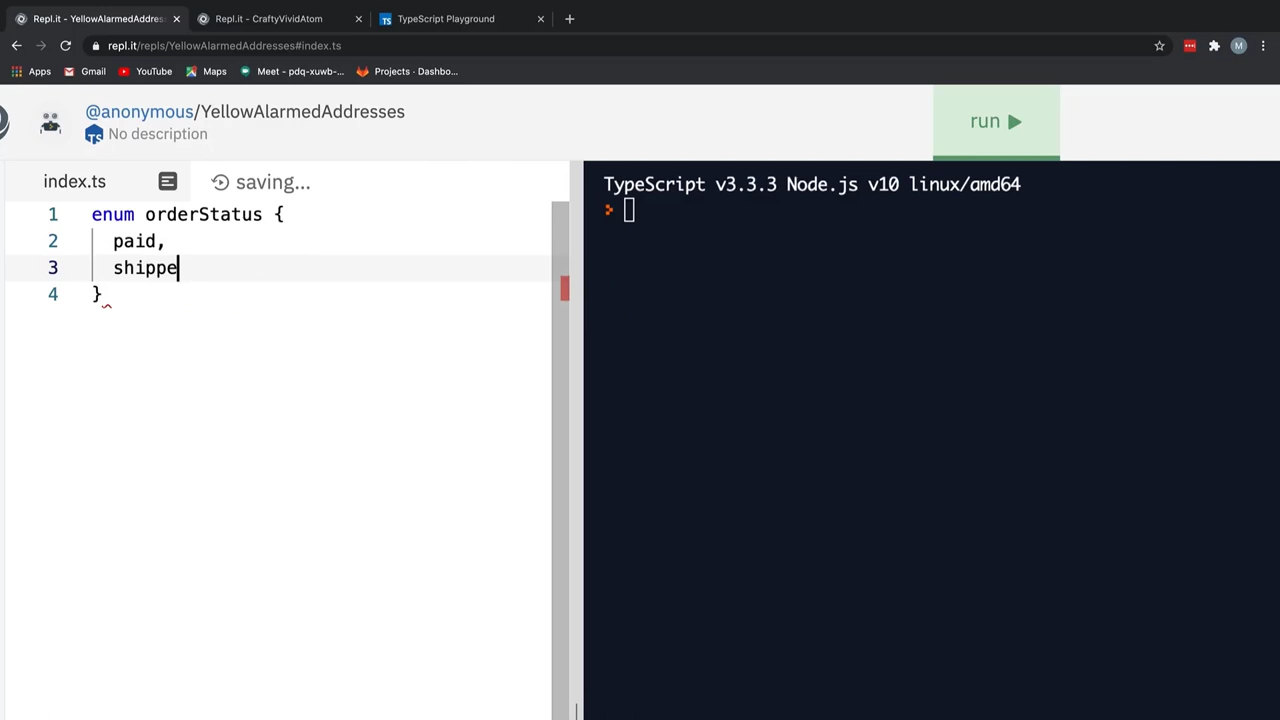 Repl.it - YellowAlarmedAddres
Repl.it - CraftyVividAtom
TS TypeScript Playground
repl.it/repls/YellowAlarmedAddresses#index.ts
M
Apps Gmail YouTube Maps Meet - pdq-xuwb-... Projects - Dashbo...
@anonymous/YellowAlarmedAddresses
TS No description
run
index.ts
saving...
1 enum orderStatus {
2 paid,
3 shippe
4 }
TypeScript v3.3.3 Node.js v10 linux/amd64
>